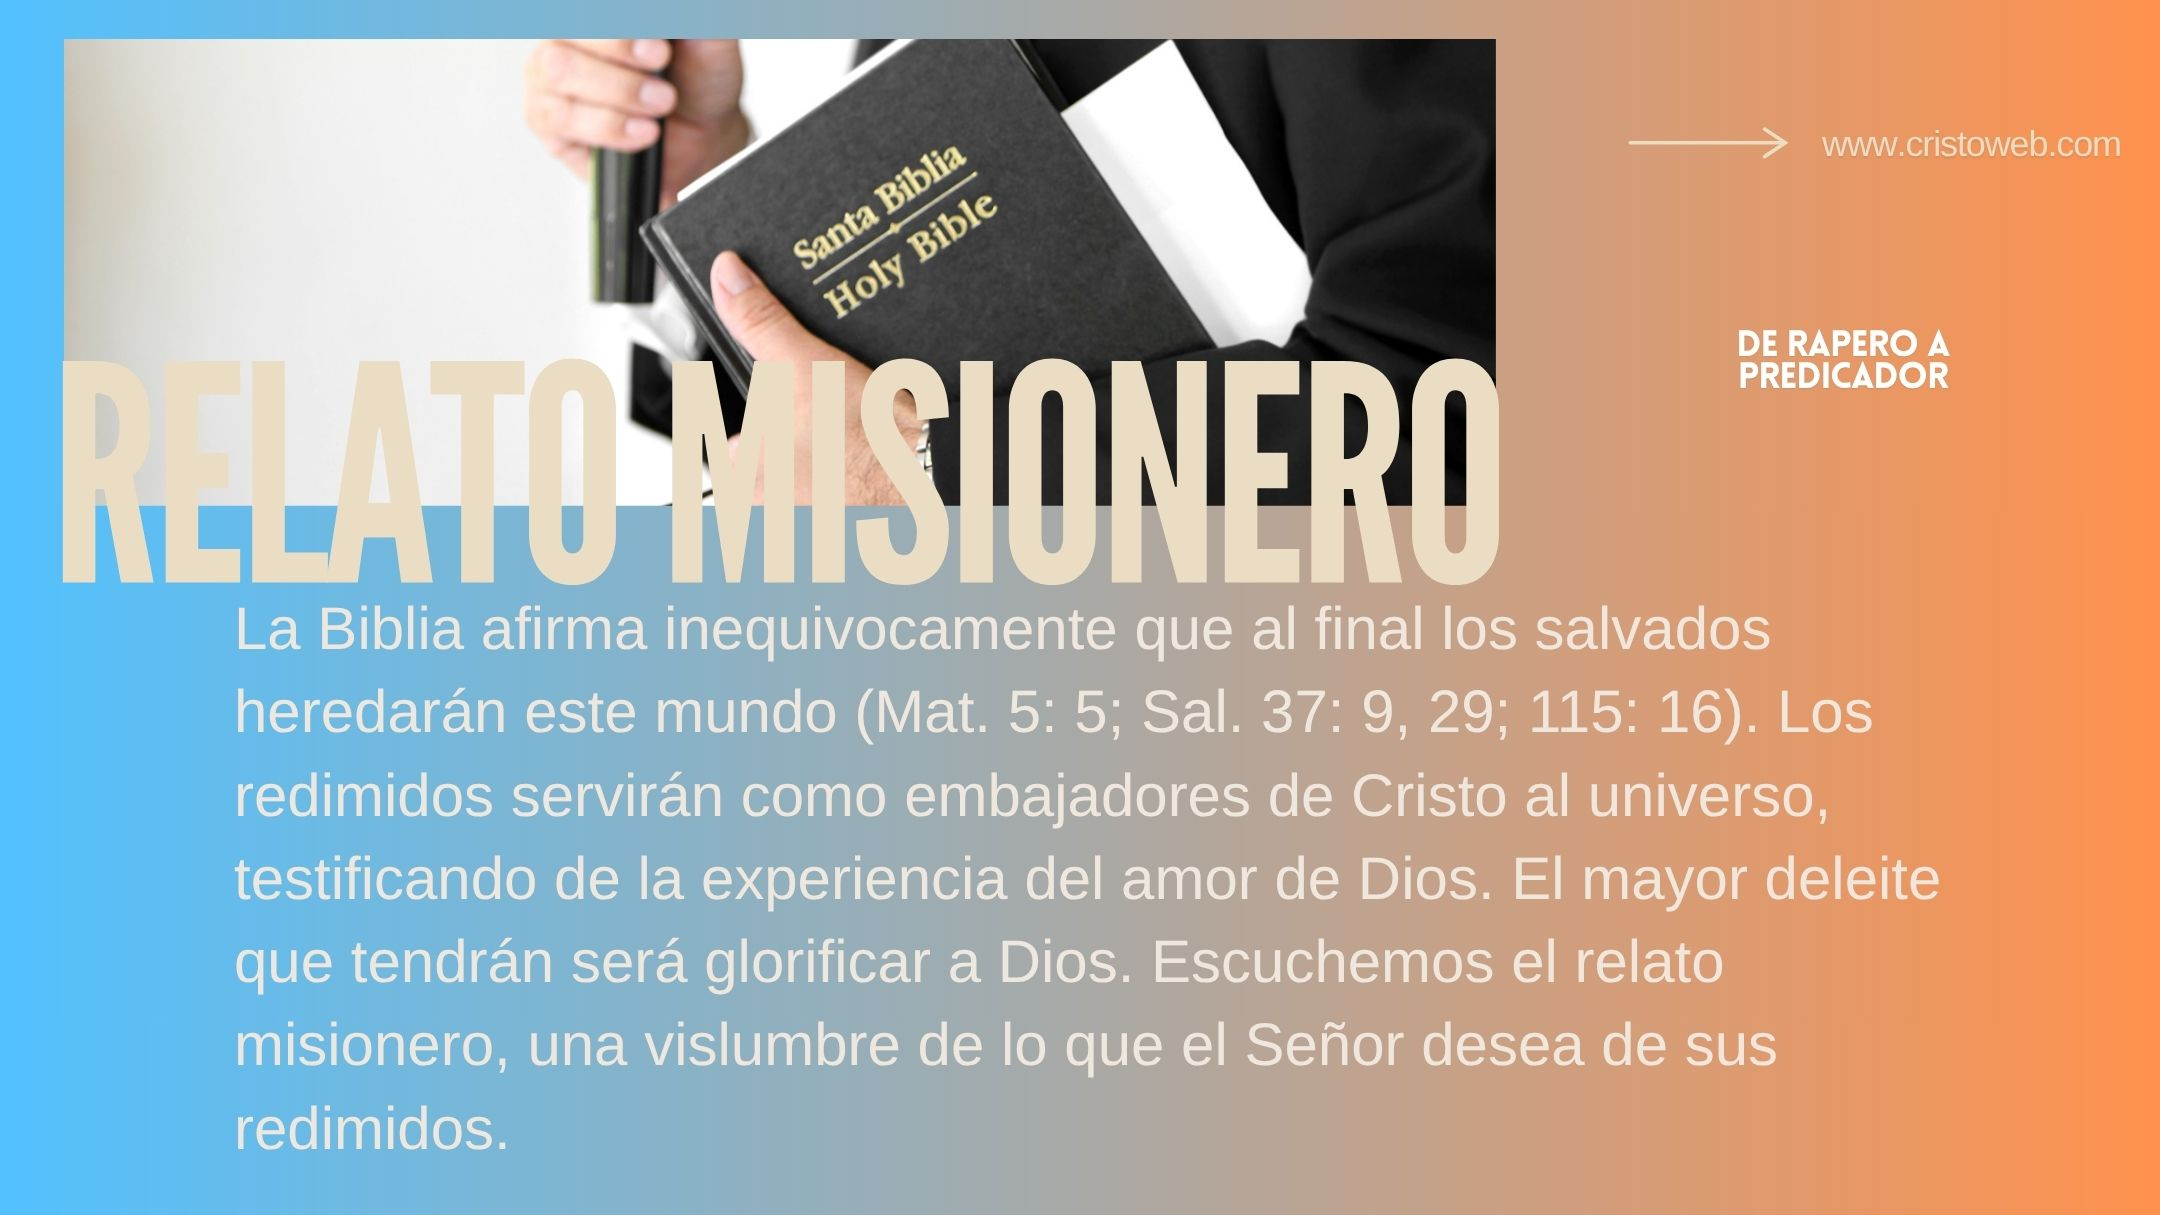 Santa Biblia
Holy Bible
www.cristoweb.com
DE RAPERO A
PREDICADOR
RELATO MISIONERO
La Biblia afirma inequivocamente que al final los salvados
heredarán este mundo (Mat. 5: 5; Sal. 37: 9, 29; 115: 16). Los
redimidos servirán como embajadores de Cristo al universo,
testificando de la experiencia del amor de Dios. El mayor deleite
que tendrán será glorificar a Dios. Escuchemos el relato
misionero, una vislumbre de lo que el Señor desea de sus
redimidos.